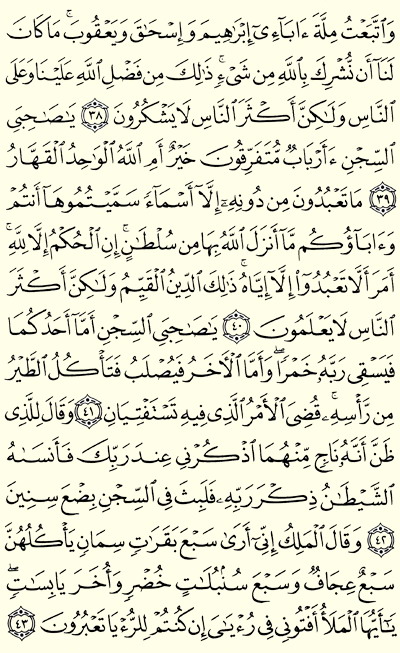 وَٱتَّبَعْتُ مِلَّةَ ءَابَآءِىٓ إِبْرَٰهِيمَ وَإِسْحَٰقَ وَيَعْقُوبَۚ مَا كَانَ
لَنَآ أَن نُّشْرِكَ بِٱللَّهِ مِن شَىْءٍۚ ذَٰلِكَ مِن فَضْلِ ٱللَّهِ عَلَيْنَا وَعَلَى
ٱلنَّاسِ وَلَٰكِنَّ أَكْثَرَ ٱلنَّاسِ لَا يَشْكُرُونَ ٣٨ يَٰصَٰحِبَىِ
ٱلسِّجْنِ ءَأَرْبَابٌ مُّتَفَرِّقُونَ خَيْرٌ أَمِ ٱللَّهُ ٱلْوَٰحِدُ ٱلْقَهَّارُ
٣٩ مَا تَعْبُدُونَ مِن دُونِهِۦٓ إِلَّآ أَسْمَآءً سَمَّيْتُمُوهَآ أَنتُمْ
وَءَابَآؤُكُم مَّآ أَنزَلَ ٱللَّهُ بِهَا مِن سُلْطَٰنٍۚ إِنِ ٱلْحُكْمُ إِلَّا لِلَّهِۚ
أَمَرَ أَلَّا تَعْبُدُوٓا۟ إِلَّآ إِيَّاهُۚ ذَٰلِكَ ٱلدِّينُ ٱلْقَيِّمُ وَلَٰكِنَّ أَكْثَرَ
ٱلنَّاسِ لَا يَعْلَمُونَ ٤٠ يَٰصَٰحِبَىِ ٱلسِّجْنِ أَمَّآ أَحَدُكُمَا
فَيَسْقِى رَبَّهُۥ خَمْرًاۖ وَأَمَّا ٱلْءَاخَرُ فَيُصْلَبُ فَتَأْكُلُ ٱلطَّيْرُ
مِن رَّأْسِهِۦۚ قُضِىَ ٱلْأَمْرُ ٱلَّذِى فِيهِ تَسْتَفْتِيَانِ ٤١ وَقَالَ لِلَّذِى
ظَنَّ أَنَّهُۥ نَاجٍ مِّنْهُمَا ٱذْكُرْنِى عِندَ رَبِّكَ فَأَنسَىٰهُ
ٱلشَّيْطَٰنُ ذِكْرَ رَبِّهِۦ فَلَبِثَ فِى ٱلسِّجْنِ بِضْعَ سِنِينَ
٤٢ وَقَالَ ٱلْمَلِكُ إِنِّىٓ أَرَىٰ سَبْعَ بَقَرَٰتٍ سِمَانٍ يَأْكُلُهُنَّ
سَبْعٌ عِجَافٌ وَسَبْعَ سُنۢبُلَٰتٍ خُضْرٍ وَأُخَرَ يَابِسَٰتٍۖ
يَٰٓأَيُّهَا ٱلْمَلَأُ أَفْتُونِى فِى رُءْيَٰىَ إِن كُنتُمْ لِلرُّءْيَا تَعْبُرُونَ ٤٣